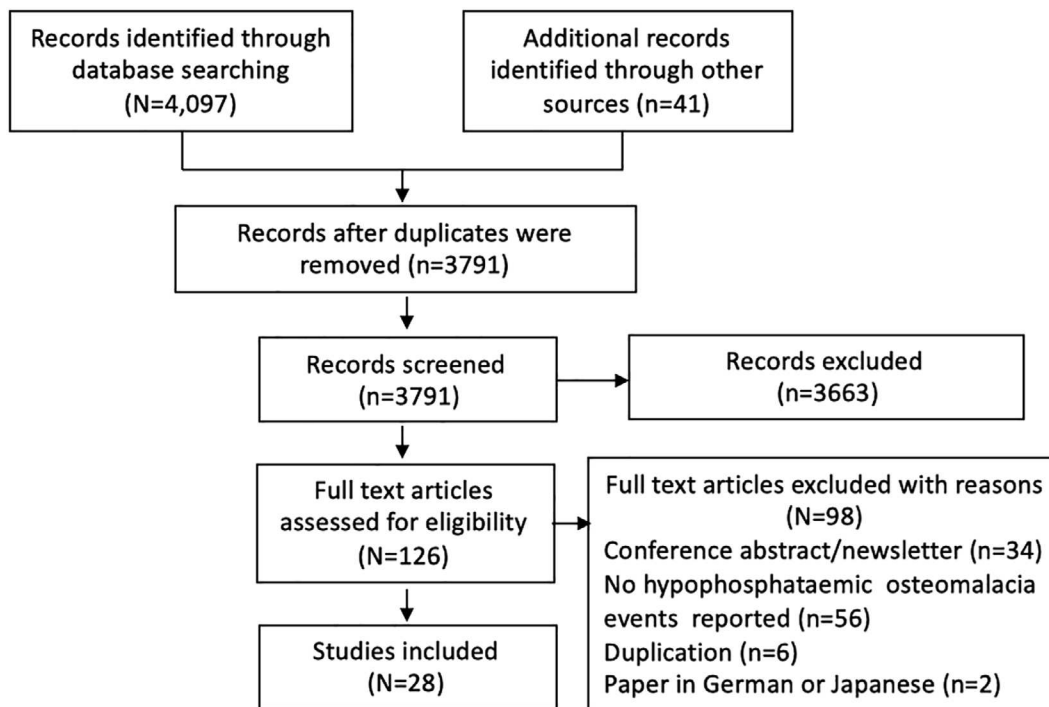 Records identified through
database searching
(N=4,097)
Additional records
identified through other
sources (n=41)
Records after duplicates were
removed (n=3791)
Records screened
(n=3791)
Records excluded
(n=3663)
Full text articles
assessed for eligibility
(N=126)
Full text articles excluded with reasons
(N=98)
Conference abstract/newsletter (n=34)
No hypophosphataemic osteomalacia
events reported (n=56)
Duplication (n=6)
Paper in German or Japanese (n=2)
Studies included
(N=28)